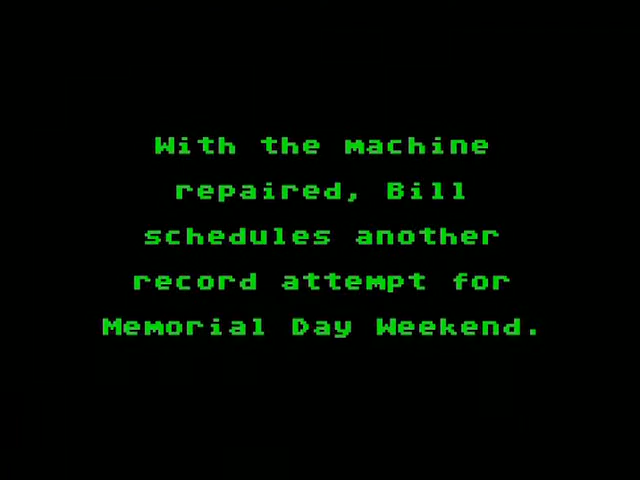 With the machine
repaired, Bill
schedules another
record attempt for
Memorial Day Weekend.